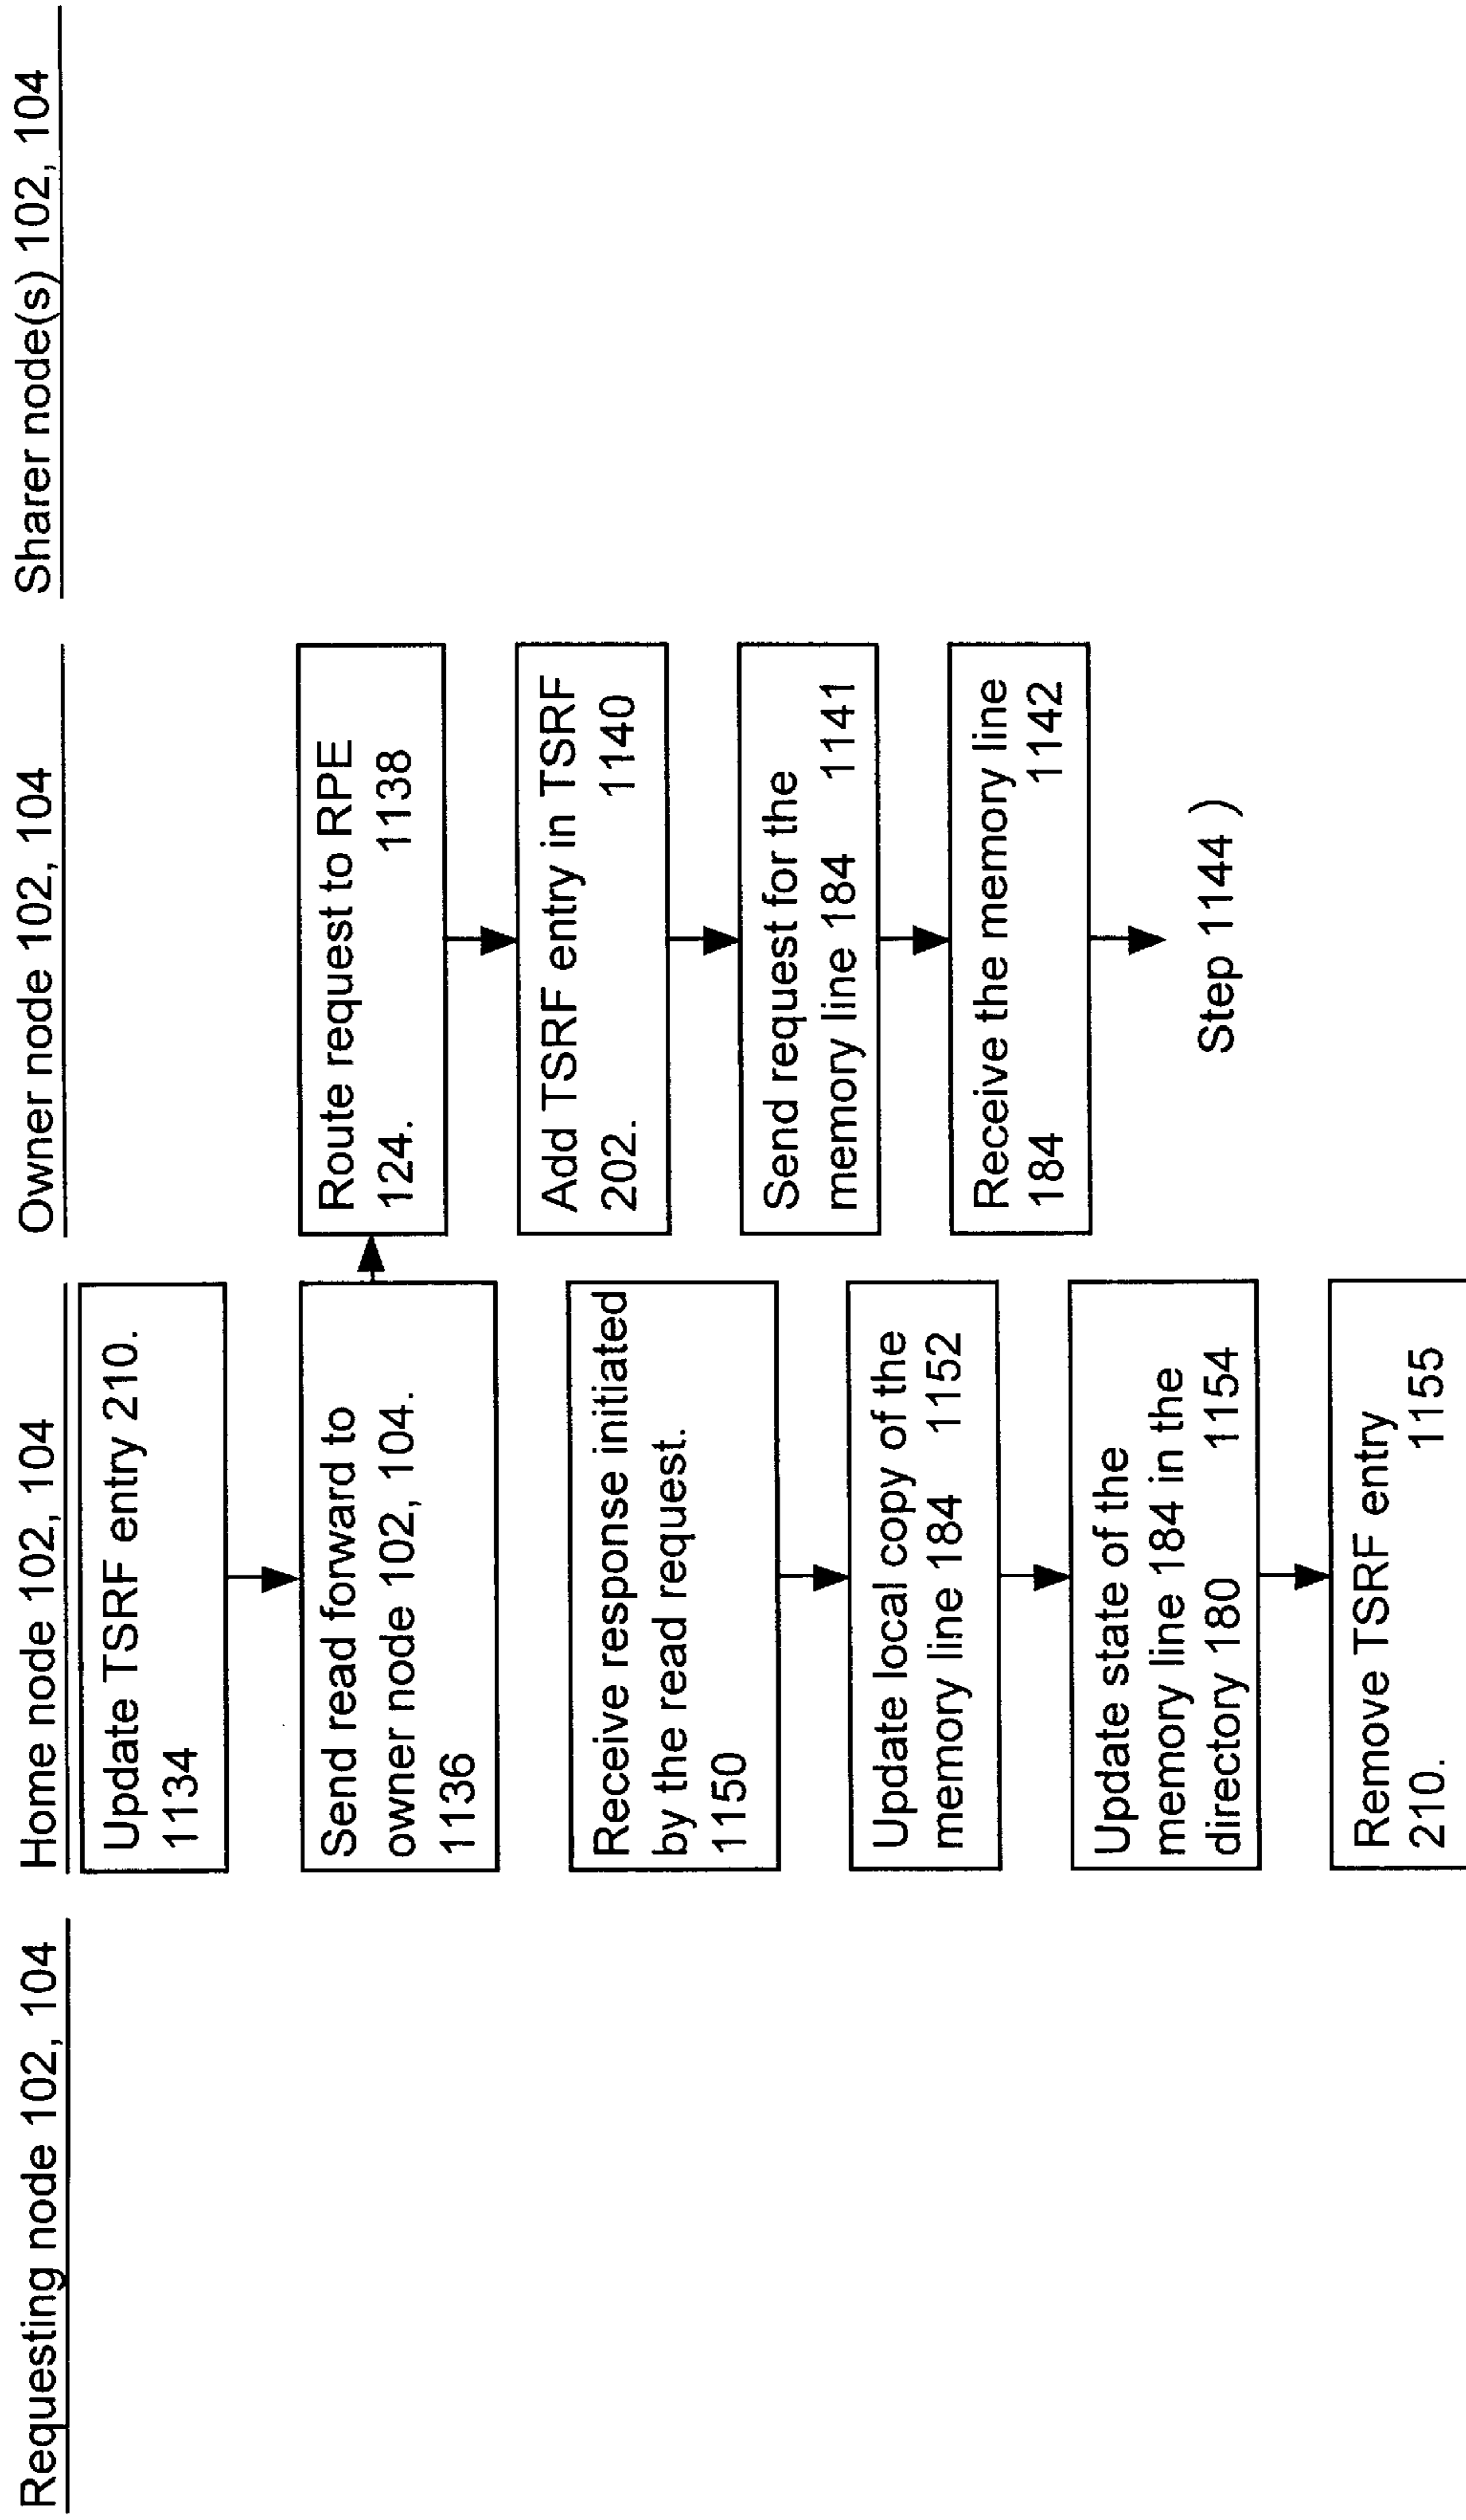 Requesting node 102, 104
Home node 102, 104
Owner node 102, 104
Sharer node(s) 102, 104
Update TSRF entry 210.
1134
Send read forward to
owner node 102, 104.
1136
Receive response initiated
by the read request.
1150
Update local copy of the
memory line 184 1152
Update state of the
memory line 184 in the
directory 180 1154
Remove TSRF entry
210. 1155
Route request to RPE
124. 1138
Add TSRF entry in TSRF
202. 1140
Send request for the
memory line 184 1141
Receive the memory line
184 1142
Step 1144 )